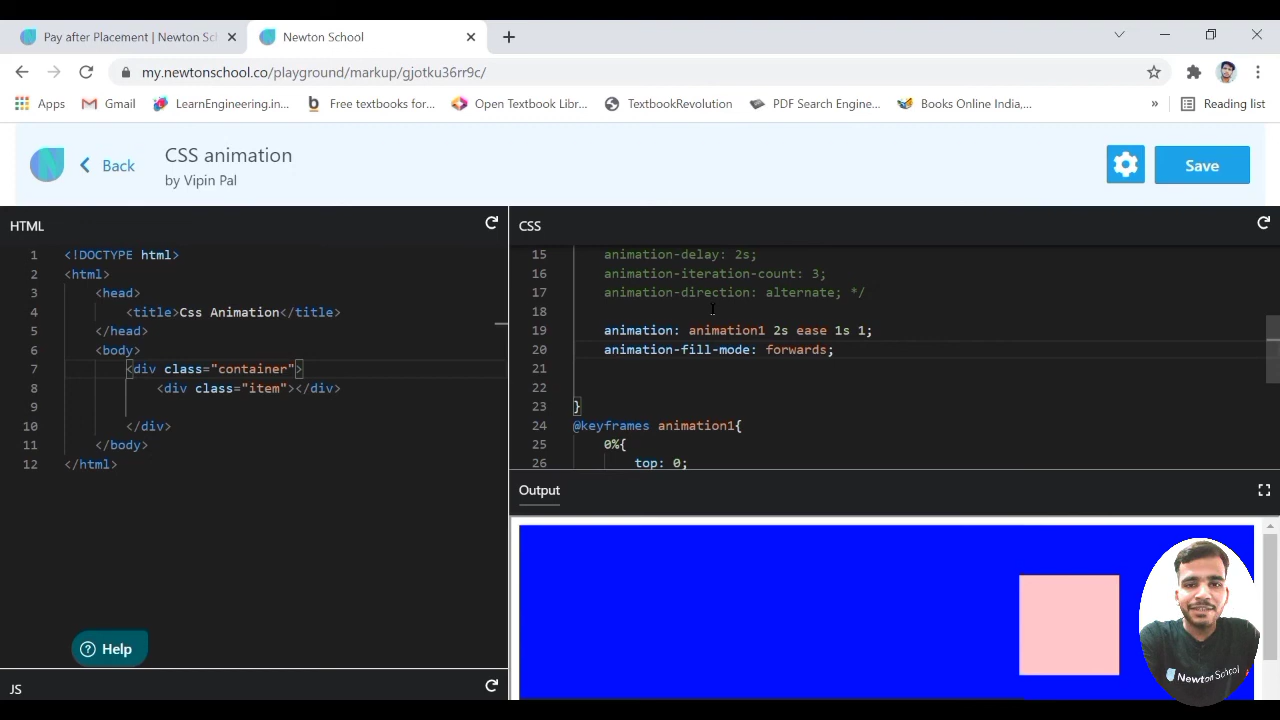 Pay after Placement | Newton Sc
Newton School
my.newtonschool.co/playground/markup/gjotku36rr9c/
Apps
Gmail
LearnEngineering.in...
Free textbooks for...
Open Textbook Libr...
TextbookRevolution
PDF Search Engine...
Books Online India,...
»
Reading list
Back
CSS animation
by Vipin Pal
Save
HTML
1 <!DOCTYPE html>
2 <html>
3 <head>
4 <title>Css Animation</title>
5 </head>
6 <body>
7 <div class="container">
8 <div class="item"></div>
9
10 </div>
11 </body>
12 </html>
Help
JS
CSS
15 animation-delay: 2s;
16 animation-iteration-count: 3;
17 animation-direction: alternate; */
18
19 animation: animation1 2s ease 1s 1;
20 animation-fill-mode: forwards;
21
22
23 }
24 @keyframes animation1{
25 0%{
26 top: 0;
Output
Newton School